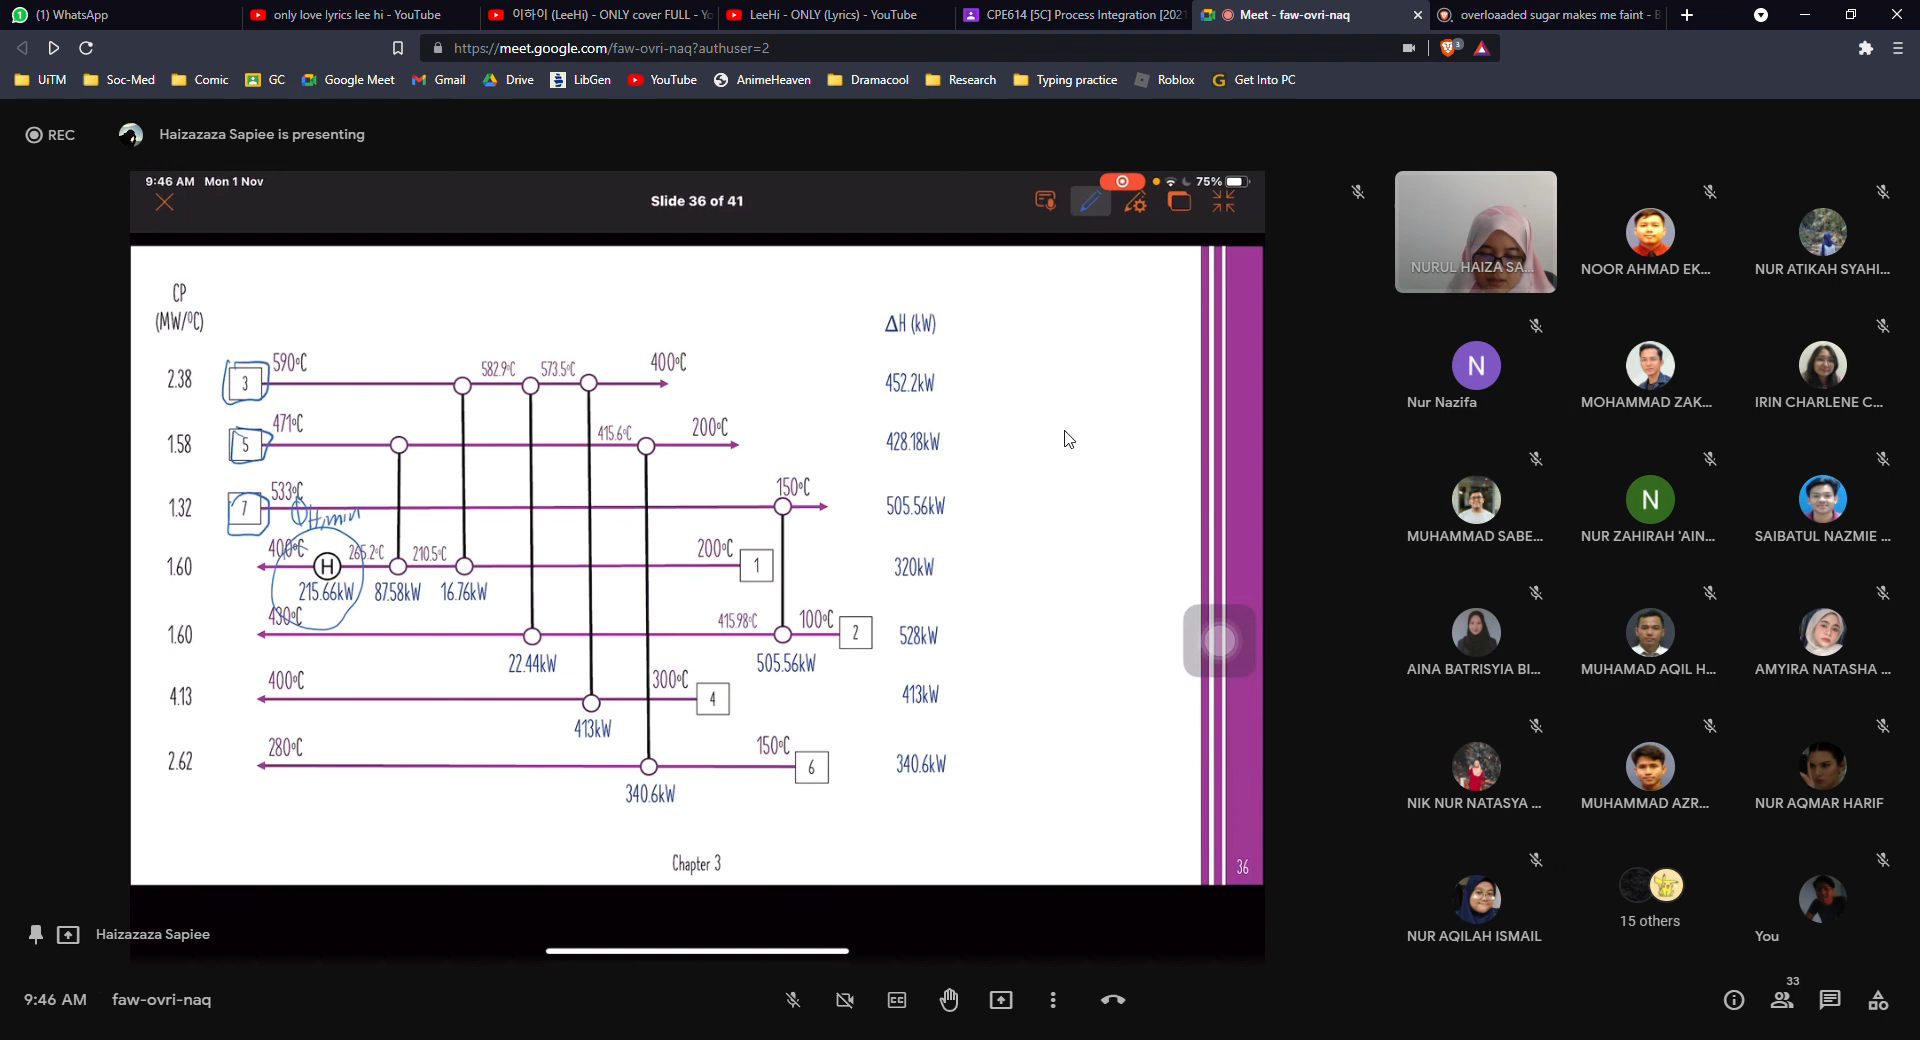 (1) WhatsApp
only love lyrics lee hi - YouTube
이하이 (LeeHi) - ONLY cover FULL - Yo
LeeHi - ONLY (Lyrics) - YouTube
CPE614 [5C] Process Integration [2021
Meet - faw-ovri-naq
overloaaded sugar makes me faint - B
https://meet.google.com/faw-ovri-naq?authuser=2
3
UiTM
Soc-Med
Comic
GC
Google Meet
Gmail
Drive
LibGen
YouTube
AnimeHeaven
Dramacool
Research
Typing practice
Roblox
Get Into PC
REC
Haizazaza Sapiee is presenting
9:46 AM Mon 1 Nov
75%
Slide 36 of 41
CP
(MW/°C)
ΔH (kW)
2.38
3
590°C
582.9°C
573.5°C
400°C
452.2kW
1.58
5
471°C
415.6°C
200°C
428.18kW
1.32
7
533°C
150°C
505.56kW
Hmin
1.60
400°C
H
265.2°C
210.5°C
200°C
1
320kW
215.66kW
87.58kW
16.76kW
1.60
430°C
415.98°C
100°C
2
528kW
22.44kW
505.56kW
4.13
400°C
300°C
4
413kW
413kW
2.62
280°C
150°C
6
340.6kW
340.6kW
Chapter 3
36
NURUL HAIZA SA...
NOOR AHMAD EK...
NUR ATIKAH SYAHI...
N
Nur Nazifa
MOHAMMAD ZAK...
IRIN CHARLENE C...
MUHAMMAD SABE...
N
NUR ZAHIRAH 'AIN...
SAIBATUL NAZMIE ...
AINA BATRISYIA BI...
MUHAMAD AQIL H...
AMYIRA NATASHA ...
NIK NUR NATASYA ...
MUHAMMAD AZR...
NUR AQMAR HARIF
NUR AQILAH ISMAIL
15 others
You
Haizazaza Sapiee
9:46 AM
faw-ovri-naq
33